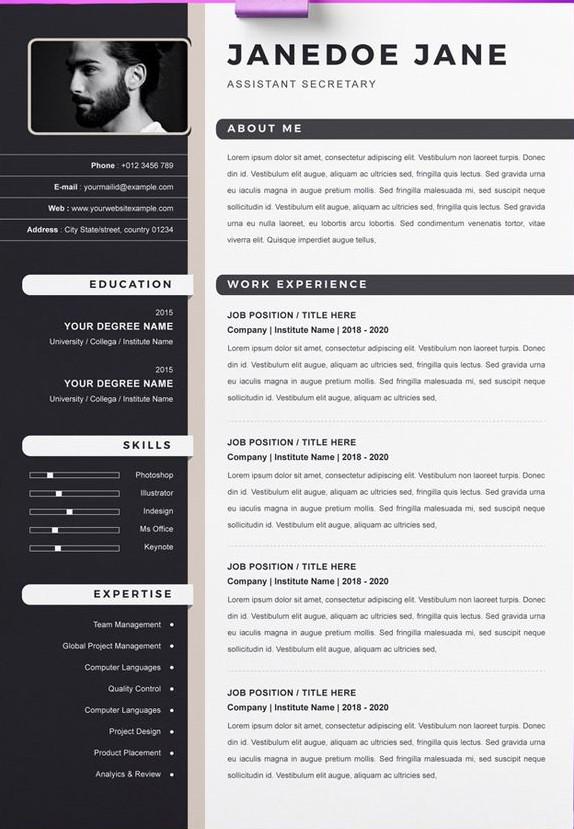 JANEDOE JANE
ASSISTANT SECRETARY
Phone : +012 3456 789
E-mail : yourmailid@example.com
Web : www.yourwebsitexample.com
Address : City State/street, country 01234
EDUCATION
2015
YOUR DEGREE NAME
University / Collega / Institute Name
2015
YOUR DEGREE NAME
University / Collega / Institute Name
SKILLS
Photoshop
Illustrator
Indesign
Ms Office
Keynote
EXPERTISE
Team Management
Global Project Management
Computer Languages
Quality Control
Computer Languages
Project Design
Product Placement
Analyics & Review
ABOUT ME
Lorem ipsum dolor sit amet, consectetur adipiscing elit. Vestibulum non laoreet turpis. Donec
din id est. Vestibulum elit augue, aliquam ac ultricies sed, fringilla quis lectus. Sed gravida urna
eu iaculis magna in augue pretium mollis. Sed fringilla malesuada mi, sed suscipit neque
sollicitudin id. Vestibulum elit augue, aliquam ac ultricies sed, fringilla quis lectus. Sed gravida
urna eu nulla laoreet, eu lobortis arcu lobortis. Sed condimentum venenatis tortor, vitae
viverra elit. Quisque imperdiet augue tellus,
WORK EXPERIENCE
JOB POSITION / TITLE HERE
Company | Institute Name | 2018 - 2020
Lorem ipsum dolor sit amet, consectetur adipiscing elit. Vestibulum non laoreet turpis. Donec
din id est. Vestibulum elit augue, aliquam ac ultricies sed, fringilla quis lectus. Sed gravida urna
eu iaculis magna in augue pretium mollis. Sed fringilla malesuada mi, sed suscipit neque
sollicitudin id. Vestibulum elit augue, aliquam ac ultricies sed,
JOB POSITION / TITLE HERE
Company | Institute Name | 2018 - 2020
Lorem ipsum dolor sit amet, consectetur adipiscing elit. Vestibulum non laoreet turpis. Donec
din id est. Vestibulum elit augue, aliquam ac ultricies sed, fringilla quis lectus. Sed gravida urna
eu iaculis magna in augue pretium mollis. Sed fringilla malesuada mi, sed suscipit neque
sollicitudin id. Vestibulum elit augue, aliquam ac ultricies sed,
JOB POSITION / TITLE HERE
Company | Institute Name | 2018 - 2020
Lorem ipsum dolor sit amet, consectetur adipiscing elit. Vestibulum non laoreet turpis. Donec
din id est. Vestibulum elit augue, aliquam ac ultricies sed, fringilla quis lectus. Sed gravida urna
eu iaculis magna in augue pretium mollis. Sed fringilla malesuada mi, sed suscipit neque
sollicitudin id. Vestibulum elit augue, aliquam ac ultricies sed,
JOB POSITION / TITLE HERE
Company | Institute Name | 2018 - 2020
Lorem ipsum dolor sit amet, consectetur adipiscing elit. Vestibulum non laoreet turpis. Donec
din id est. Vestibulum elit augue, aliquam ac ultricies sed, fringilla quis lectus. Sed gravida urna
eu iaculis magna in augue pretium mollis. Sed fringilla malesuada mi, sed suscipit neque
sollicitudin id. Vestibulum elit augue, aliquam ac ultricies sed,